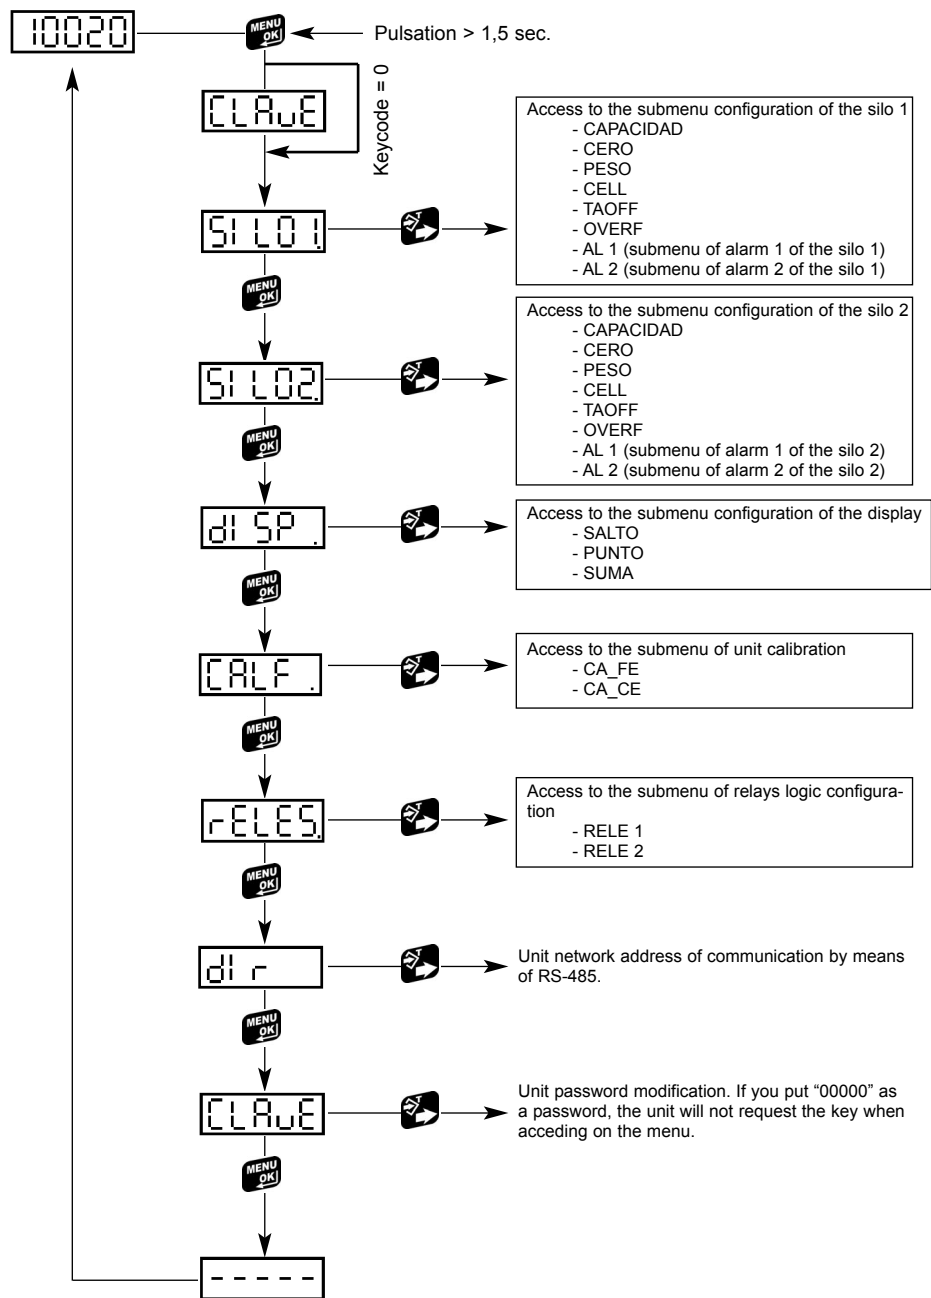 10020
MENU
OK
Pulsation > 1,5 sec.
Keycode = 0
CLAvE
Access to the submenu configuration of the silo 1
- CAPACIDAD
- CERO
- PESO
- CELL
- TAOFF
- OVERF
- AL 1 (submenu of alarm 1 of the silo 1)
- AL 2 (submenu of alarm 2 of the silo 1)
SILO1.
MENU
OK
Access to the submenu configuration of the silo 2
- CAPACIDAD
- CERO
- PESO
- CELL
- TAOFF
- OVERF
- AL 1 (submenu of alarm 1 of the silo 2)
- AL 2 (submenu of alarm 2 of the silo 2)
SILO2.
MENU
OK
Access to the submenu configuration of the display
- SALTO
- PUNTO
- SUMA
dISP .
MENU
OK
Access to the submenu of unit calibration
- CA_FE
- CA_CE
CALF .
MENU
OK
Access to the submenu of relays logic configura-
tion
- RELE 1
- RELE 2
rELES.
MENU
OK
Unit network address of communication by means
of RS-485.
dIr
MENU
OK
Unit password modification. If you put “00000” as
a password, the unit will not request the key when
acceding on the menu.
CLAvE
MENU
OK
- - - - -